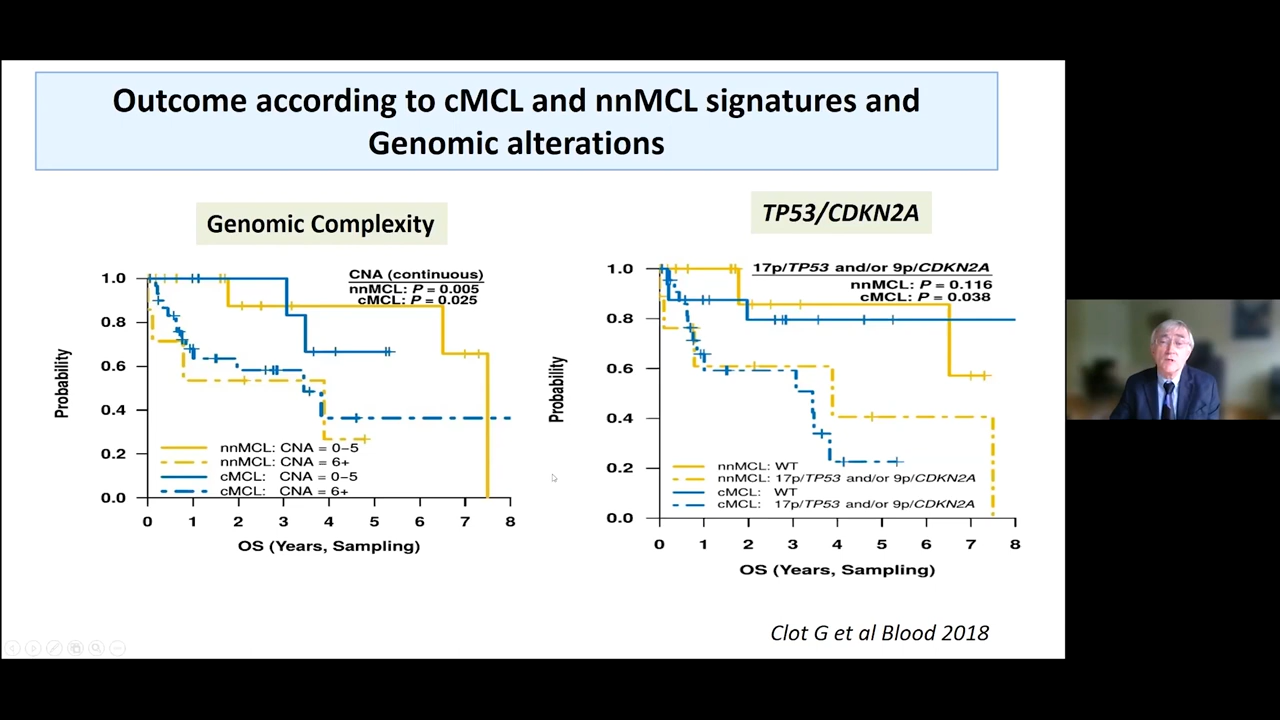 Outcome according to cMCL and nnMCL signatures and
Genomic alterations
Genomic Complexity
CNA (continuous)
nnMCL: P = 0.005
cMCL: P = 0.025
Probability
1.0
0.8
0.6
0.4
0.2
0.0
nnMCL: CNA = 0−5
nnMCL: CNA = 6+
cMCL: CNA = 0−5
cMCL: CNA = 6+
0 1 2 3 4 5 6 7 8
OS (Years, Sampling)
TP53/CDKN2A
17p/TP53 and/or 9p/CDKN2A
nnMCL: P = 0.116
cMCL: P = 0.038
Probability
1.0
0.8
0.6
0.4
0.2
0.0
nnMCL: WT
nnMCL: 17p/TP53 and/or 9p/CDKN2A
cMCL: WT
cMCL: 17p/TP53 and/or 9p/CDKN2A
0 1 2 3 4 5 6 7 8
OS (Years, Sampling)
Clot G et al Blood 2018